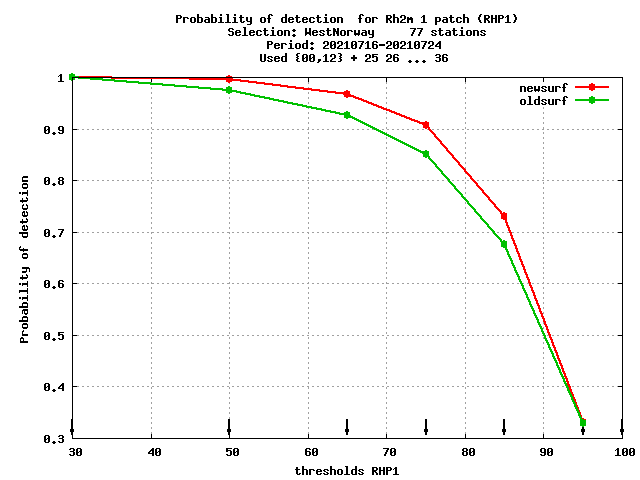 Probability of detection  for Rh2m 1 patch (RHP1)
Selection: WestNorway     77 stations
Period: 20210716-20210724
Used {00,12} + 25 26 ... 36
newsurf
oldsurf
Probability of detection
1
0.9
0.8
0.7
0.6
0.5
0.4
0.3
30 40 50 60 70 80 90 100
thresholds RHP1